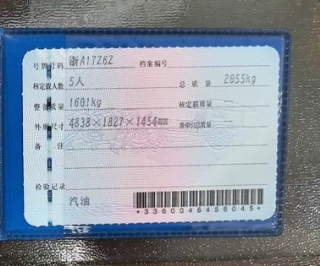 号牌号码 浙A17Z6Z 档案编号
核定载人数 5人 总质量 2055kg
整备质量 1601kg 核定载质量
外廓尺寸 4838×1827×1454mm 准牵引总质量
备注
检验记录
汽油
*3360046456045*